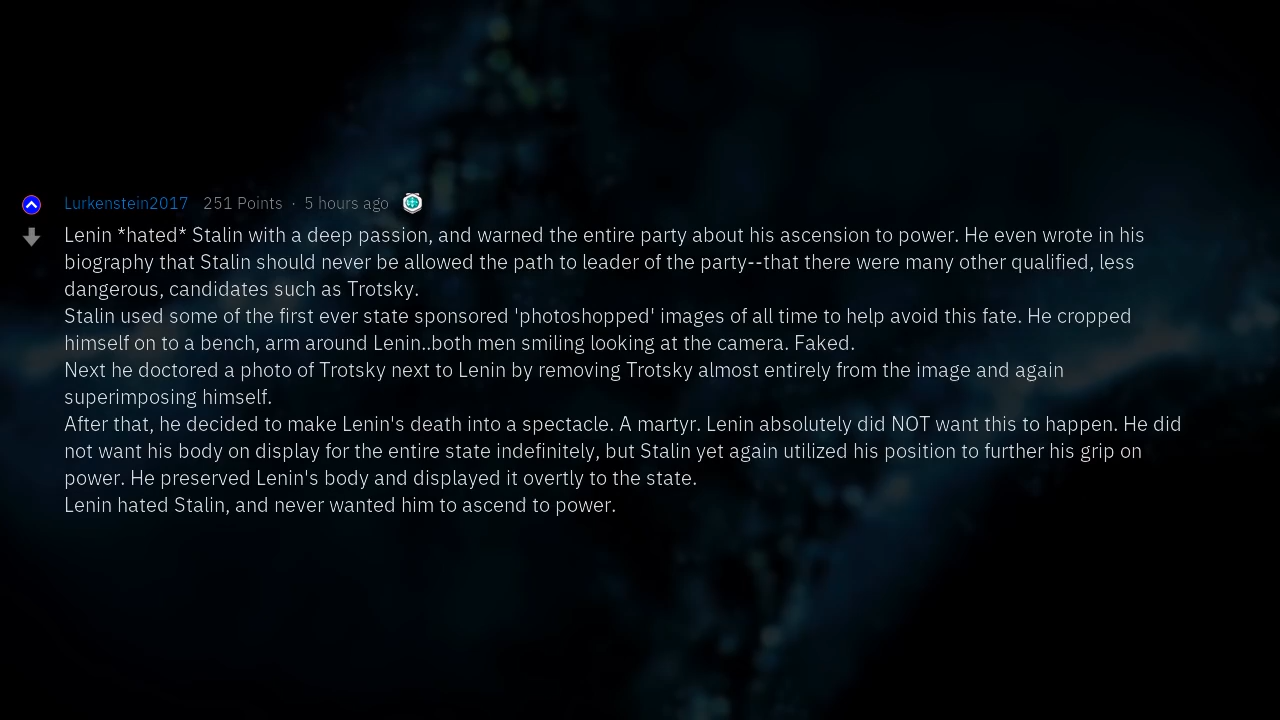 Lurkenstein2017 251 Points · 5 hours ago
Lenin *hated* Stalin with a deep passion, and warned the entire party about his ascension to power. He even wrote in his
biography that Stalin should never be allowed the path to leader of the party--that there were many other qualified, less
dangerous, candidates such as Trotsky.
Stalin used some of the first ever state sponsored 'photoshopped' images of all time to help avoid this fate. He cropped
himself on to a bench, arm around Lenin..both men smiling looking at the camera. Faked.
Next he doctored a photo of Trotsky next to Lenin by removing Trotsky almost entirely from the image and again
superimposing himself.
After that, he decided to make Lenin's death into a spectacle. A martyr. Lenin absolutely did NOT want this to happen. He did
not want his body on display for the entire state indefinitely, but Stalin yet again utilized his position to further his grip on
power. He preserved Lenin's body and displayed it overtly to the state.
Lenin hated Stalin, and never wanted him to ascend to power.